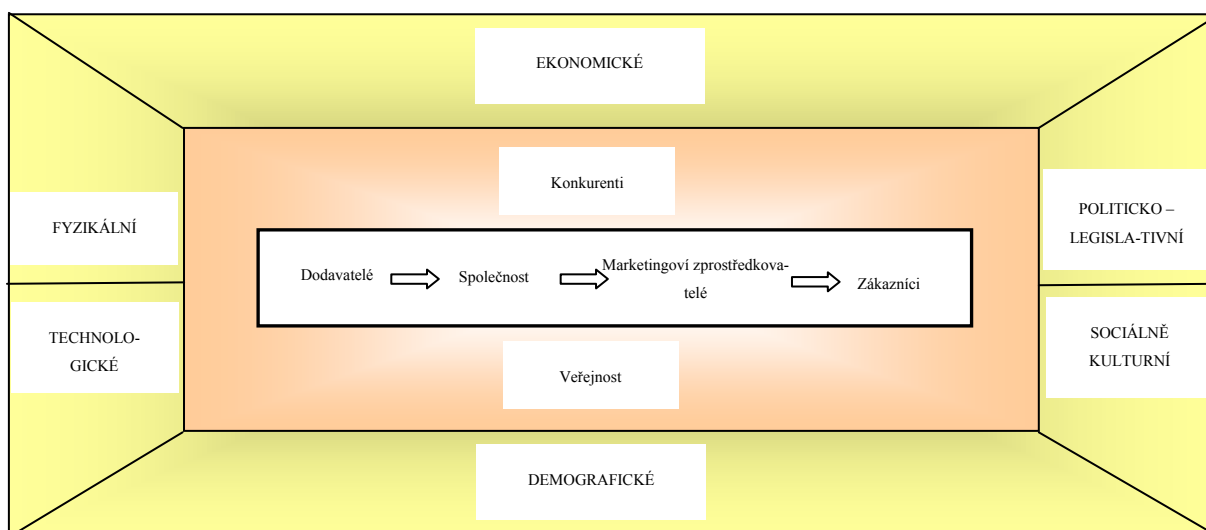 EKONOMICKÉ
Konkurenti
FYZIKÁLNÍ
POLITICKO –
LEGISLA-TIVNÍ
Dodavatelé
Společnost
Marketingoví zprostředkova-
telé
Zákazníci
TECHNOLO-
GICKÉ
SOCIÁLNĚ
KULTURNÍ
Veřejnost
DEMOGRAFICKÉ